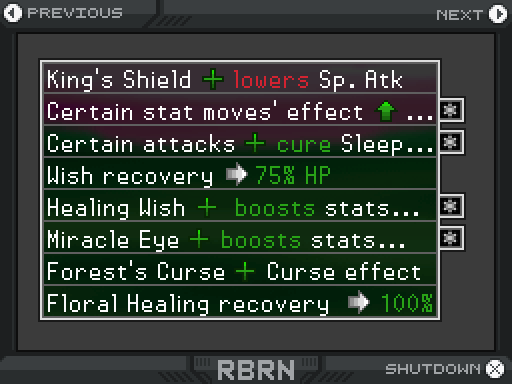 PREVIOUS
NEXT
King's Shield + lowers Sp. Atk
Certain stat moves' effect ↑ ...
Certain attacks + cure Sleep...
Wish recovery → 75% HP
Healing Wish + boosts stats...
Miracle Eye + boosts stats...
Forest's Curse + Curse effect
Floral Healing recovery → 100%
RBRN
SHUTDOWN